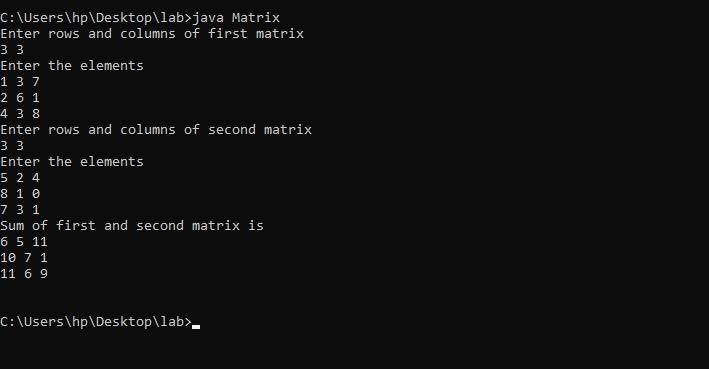 C:\Users\hp\Desktop\lab>java Matrix
Enter rows and columns of first matrix
3 3
Enter the elements
1 3 7
2 6 1
4 3 8
Enter rows and columns of second matrix
3 3
Enter the elements
5 2 4
8 1 0
7 3 1
Sum of first and second matrix is
6 5 11
10 7 1
11 6 9
C:\Users\hp\Desktop\lab>